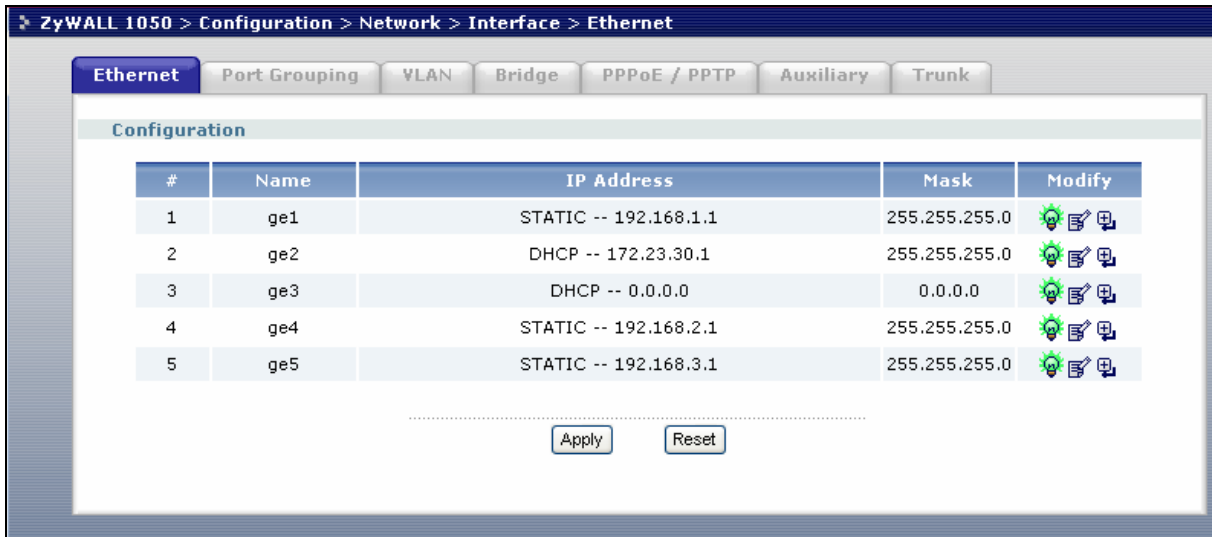 ZyWALL 1050 > Configuration > Network > Interface > Ethernet
Ethernet Port Grouping VLAN Bridge PPPoE / PPTP Auxiliary Trunk
Configuration
# Name IP Address Mask Modify
1 ge1 STATIC -- 192.168.1.1 255.255.255.0
2 ge2 DHCP -- 172.23.30.1 255.255.255.0
3 ge3 DHCP -- 0.0.0.0 0.0.0.0
4 ge4 STATIC -- 192.168.2.1 255.255.255.0
5 ge5 STATIC -- 192.168.3.1 255.255.255.0
Apply Reset